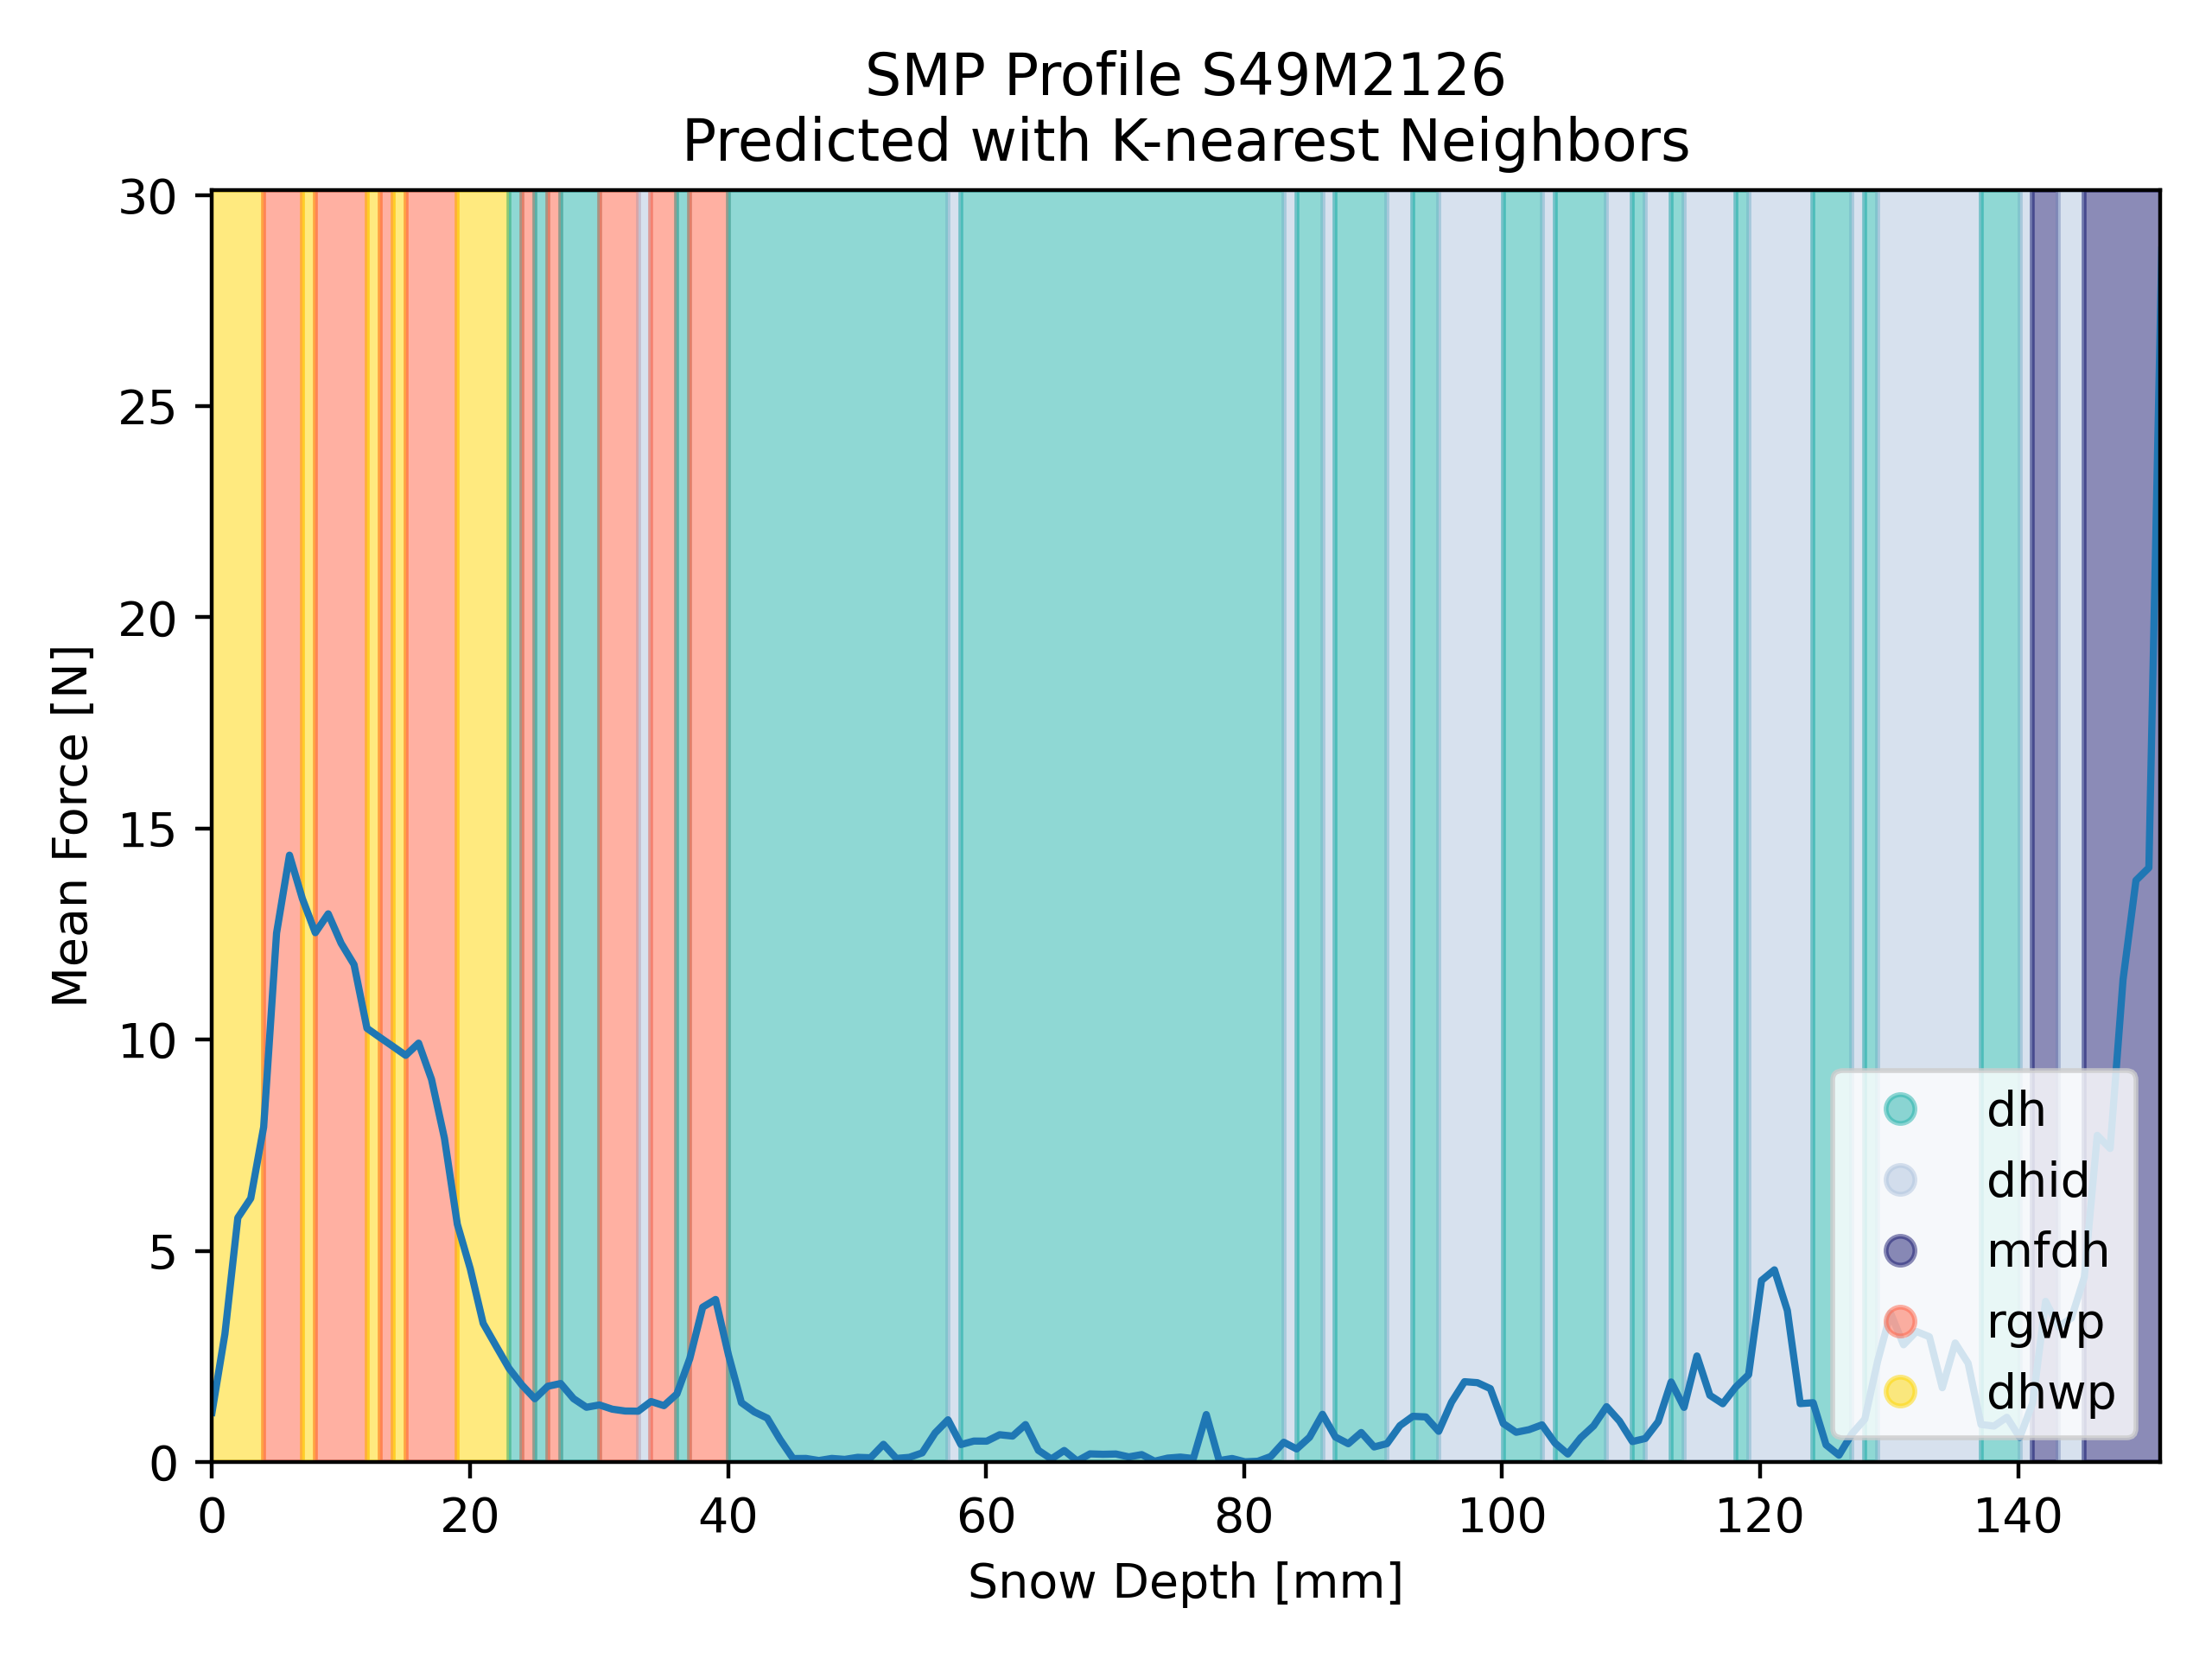 SMP Profile S49M2126
Predicted with K-nearest Neighbors
30
25
20
15
10
5
0
Mean Force [N]
0 20 40 60 80 100 120 140
Snow Depth [mm]
dh
dhid
mfdh
rgwp
dhwp